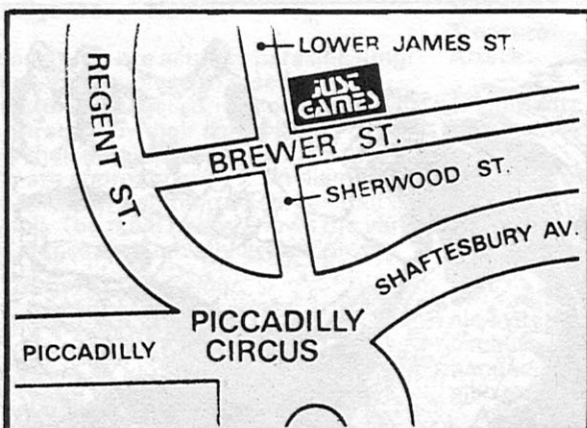 LOWER JAMES ST.
REGENT ST.
JUST
GAMES
BREWER ST.
SHERWOOD ST.
SHAFTESBURY AV.
PICCADILLY
CIRCUS
PICCADILLY